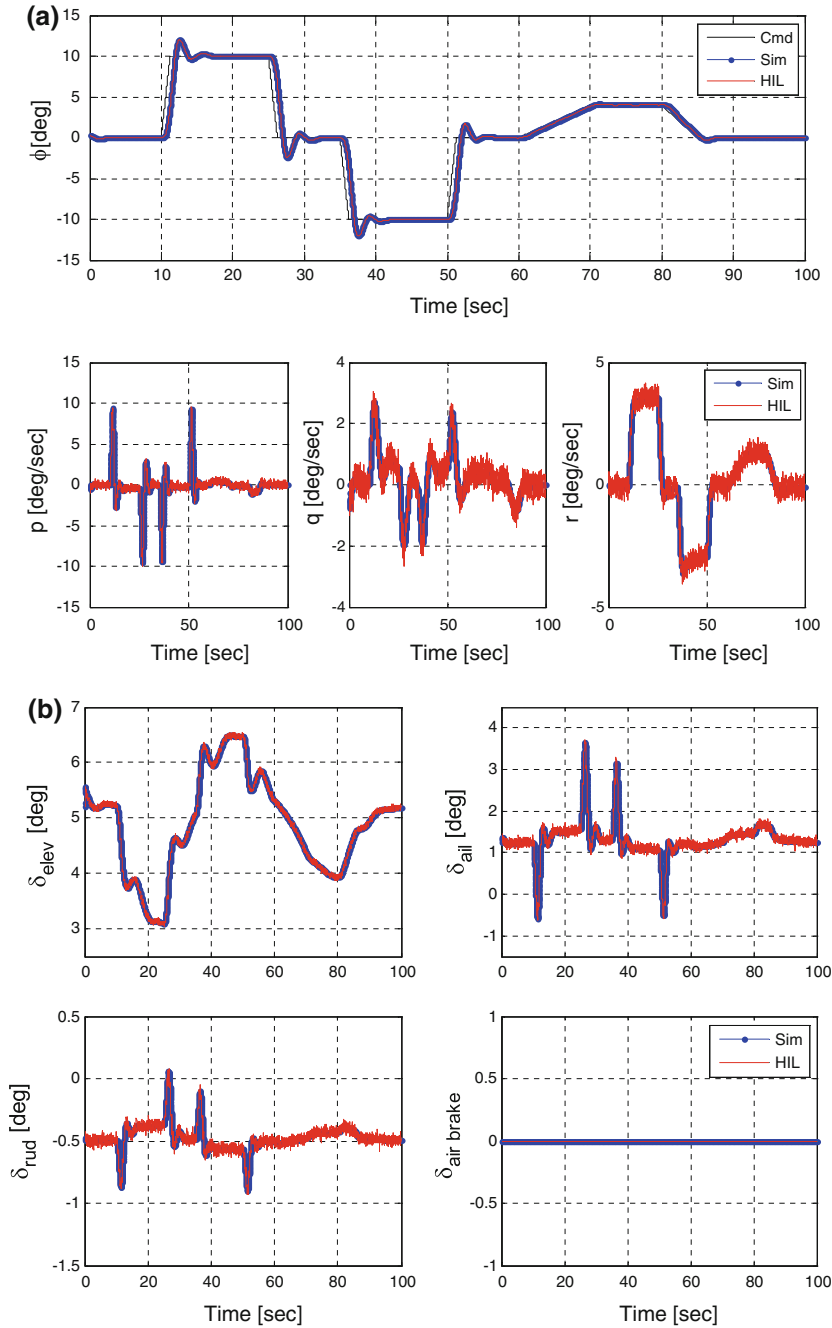 (a)
15
10
5
0
-5
-10
-15
ϕ[deg]
Cmd
Sim
HIL
0 10 20 30 40 50 60 70 80 90 100
Time [sec]
15
10
5
0
-5
-10
-15
p [deg/sec]
0 50 100
Time [sec]
4
2
0
-2
-4
q [deg/sec]
0 50 100
Time [sec]
5
0
-5
r [deg/sec]
Sim
HIL
0 50 100
Time [sec]
(b)
7
6
5
4
3
δelev [deg]
0 20 40 60 80 100
4
3
2
1
0
-1
δail [deg]
0 20 40 60 80 100
0.5
0
-0.5
-1
-1.5
δrud [deg]
0 20 40 60 80 100
Time [sec]
1
0.5
0
-0.5
-1
δair brake
Sim
HIL
0 20 40 60 80 100
Time [sec]